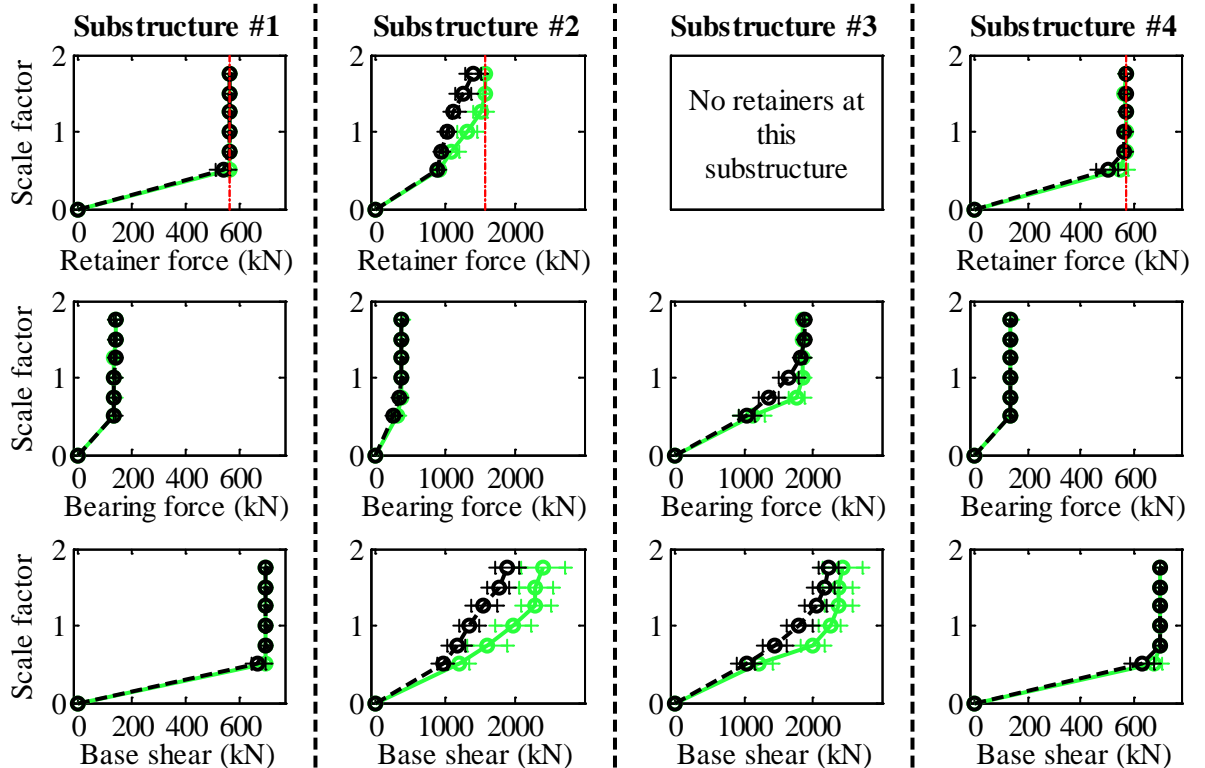 Substructure #1 Substructure #2 Substructure #3 Substructure #4
Scale factor
2
1
0
0 200 400 600
Retainer force (kN)
2
1
0
0 1000 2000
Retainer force (kN)
No retainers at
this
substructure
2
1
0
0 200 400 600
Retainer force (kN)
Scale factor
2
1
0
0 200 400 600
Bearing force (kN)
2
1
0
0 1000 2000
Bearing force (kN)
2
1
0
0 1000 2000
Bearing force (kN)
2
1
0
0 200 400 600
Bearing force (kN)
Scale factor
2
1
0
0 200 400 600
Base shear (kN)
2
1
0
0 1000 2000
Base shear (kN)
2
1
0
0 1000 2000
Base shear (kN)
2
1
0
0 200 400 600
Base shear (kN)